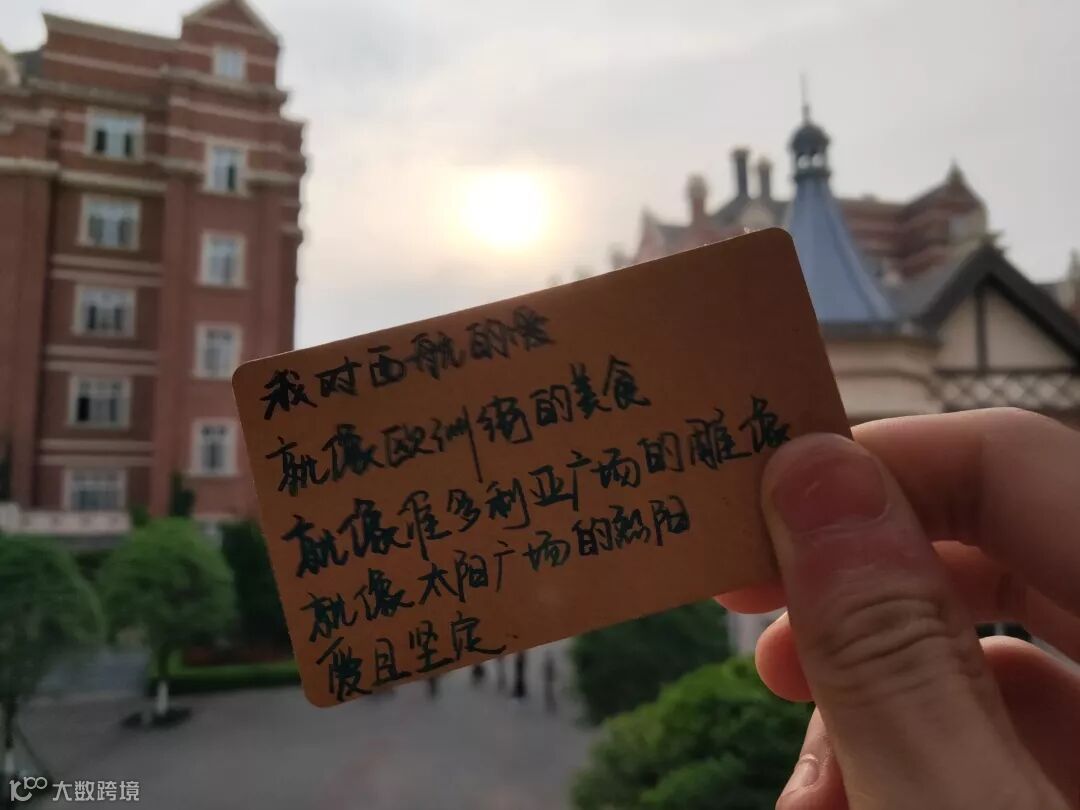 我对西航的爱
就像欧洲街的美食
就像维多利亚广场的雕像
就像太阳广场的骄阳
爱且坚定
大数跨境